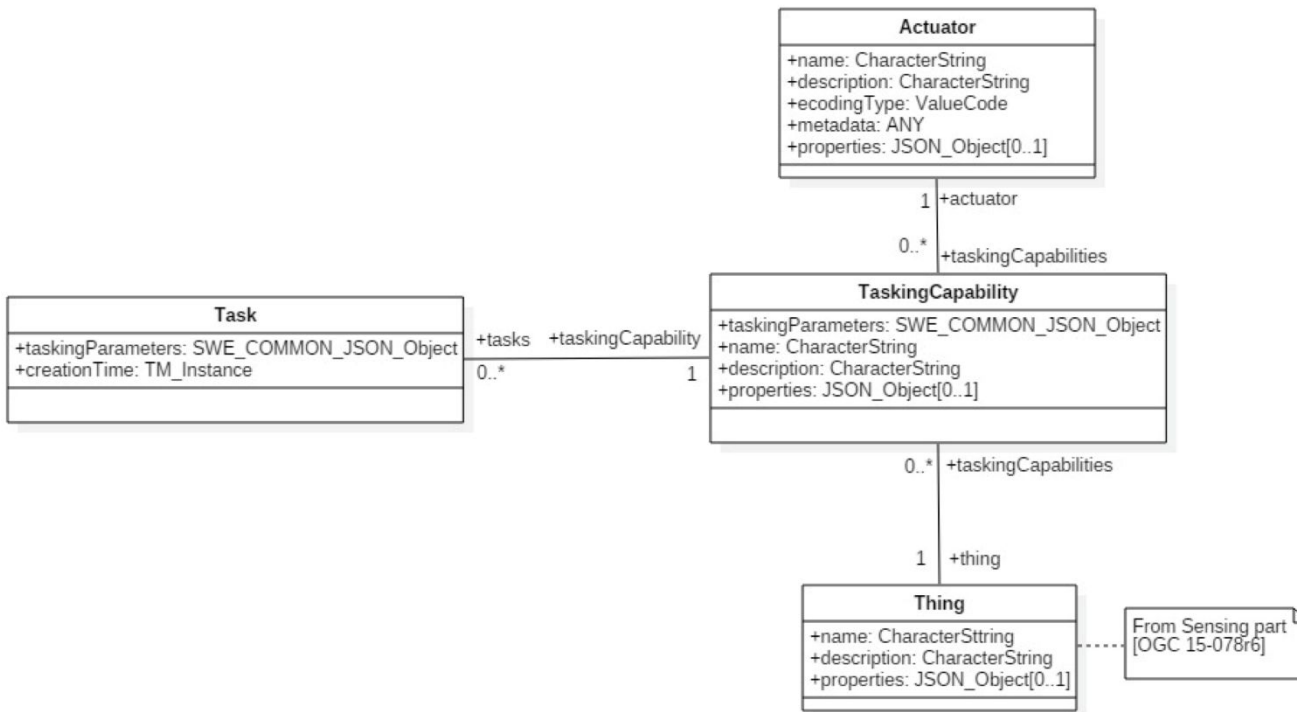 Actuator
+name: CharacterString
+description: CharacterString
+ecodingType: ValueCode
+metadata: ANY
+properties: JSON_Object[0..1]
1 +actuator
0..* +taskingCapabilities
TaskingCapability
+taskingParameters: SWE_COMMON_JSON_Object
+name: CharacterString
+description: CharacterString
+properties: JSON_Object[0..1]
Task
+taskingParameters: SWE_COMMON_JSON_Object
+creationTime: TM_Instance
+tasks +taskingCapability
0..* 1
0..* +taskingCapabilities
1 +thing
Thing
+name: CharacterSttring
+description: CharacterString
+properties: JSON_Object[0..1]
From Sensing part
[OGC 15-078r6]